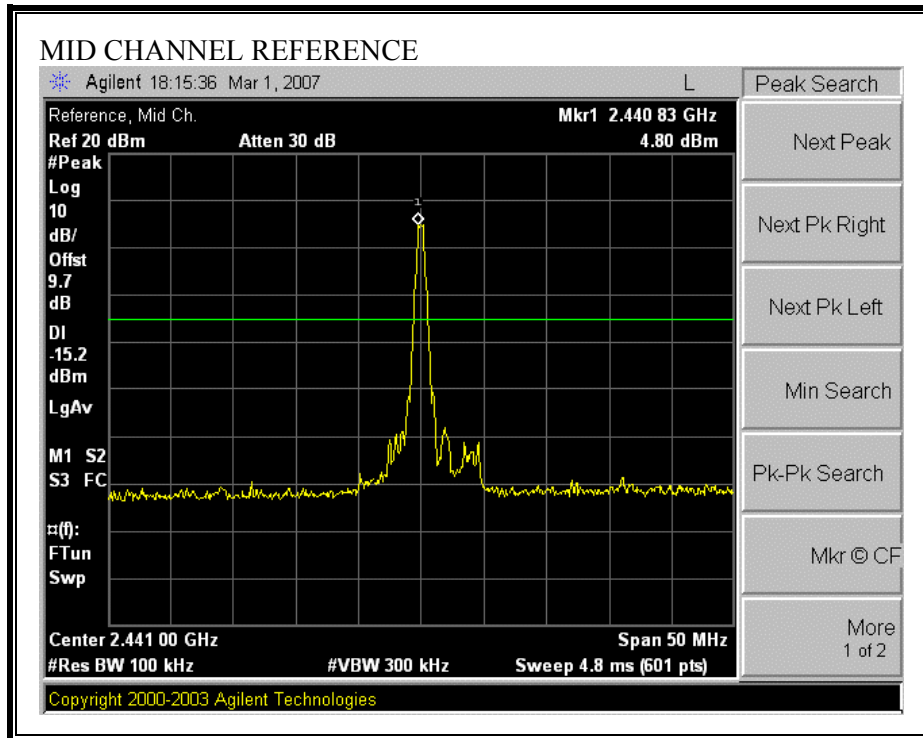 MID CHANNEL REFERENCE
Agilent 18:15:36 Mar 1, 2007 L
Peak Search
Reference, Mid Ch.
Mkr1 2.440 83 GHz
Ref 20 dBm Atten 30 dB 4.80 dBm
#Peak
Log
10
dB/
Offst
9.7
dB
DI
-15.2
dBm
LgAv
M1 S2
S3 FC
¤(f):
FTun
Swp
1
Center 2.441 00 GHz Span 50 MHz
#Res BW 100 kHz #VBW 300 kHz Sweep 4.8 ms (601 pts)
Copyright 2000-2003 Agilent Technologies
Next Peak
Next Pk Right
Next Pk Left
Min Search
Pk-Pk Search
Mkr © CF
More
1 of 2